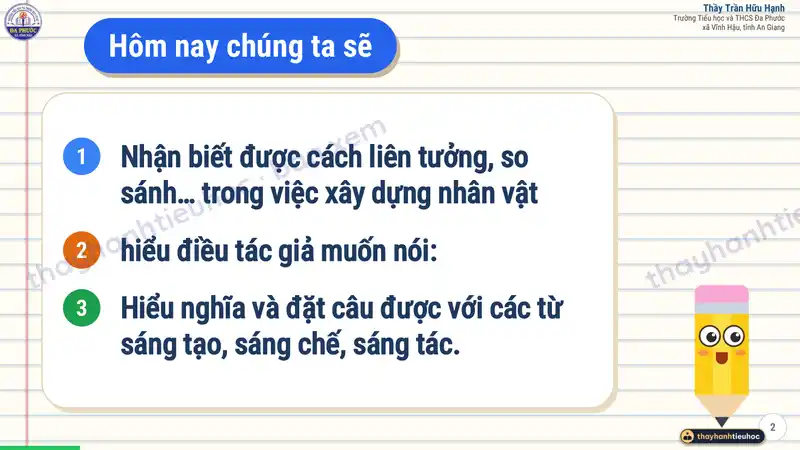 Thầy Trần Hữu Hạnh
Trường Tiểu học và THCS Đa Phước
xã Vĩnh Hậu, tỉnh An Giang
ĐA PHƯỚC
Hôm nay chúng ta sẽ
1 Nhận biết được cách liên tưởng, so
sánh... trong việc xây dựng nhân vật
2 hiểu điều tác giả muốn nói:
3 Hiểu nghĩa và đặt câu được với các từ
sáng tạo, sáng chế, sáng tác.
thayhanhtieuhoc
2